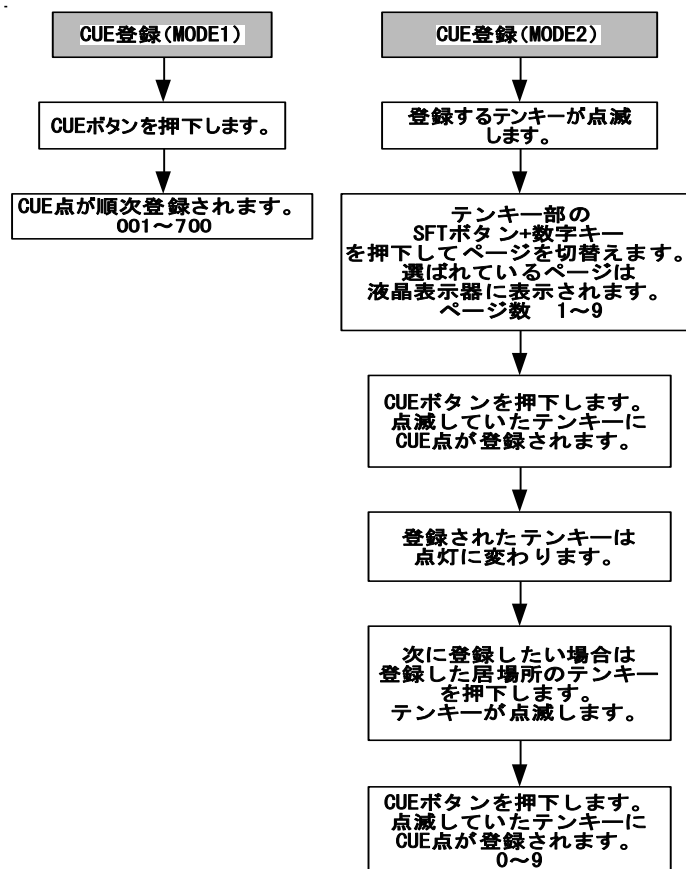 CUE登録(MODE1)
CUEボタンを押下します。
CUE点が順次登録されます。
001～700
CUE登録(MODE2)
登録するテンキーが点滅
します。
テンキー部の
SFTボタン+数字キー
を押下してページを切替えます。
選ばれているページは
液晶表示器に表示されます。
ページ数　1～9
CUEボタンを押下します。
点滅していたテンキーに
CUE点が登録されます。
登録されたテンキーは
点灯に変わります。
次に登録したい場合は
登録した居場所のテンキー
を押下します。
テンキーが点滅します。
CUEボタンを押下します。
点滅していたテンキーに
CUE点が登録されます。
0～9